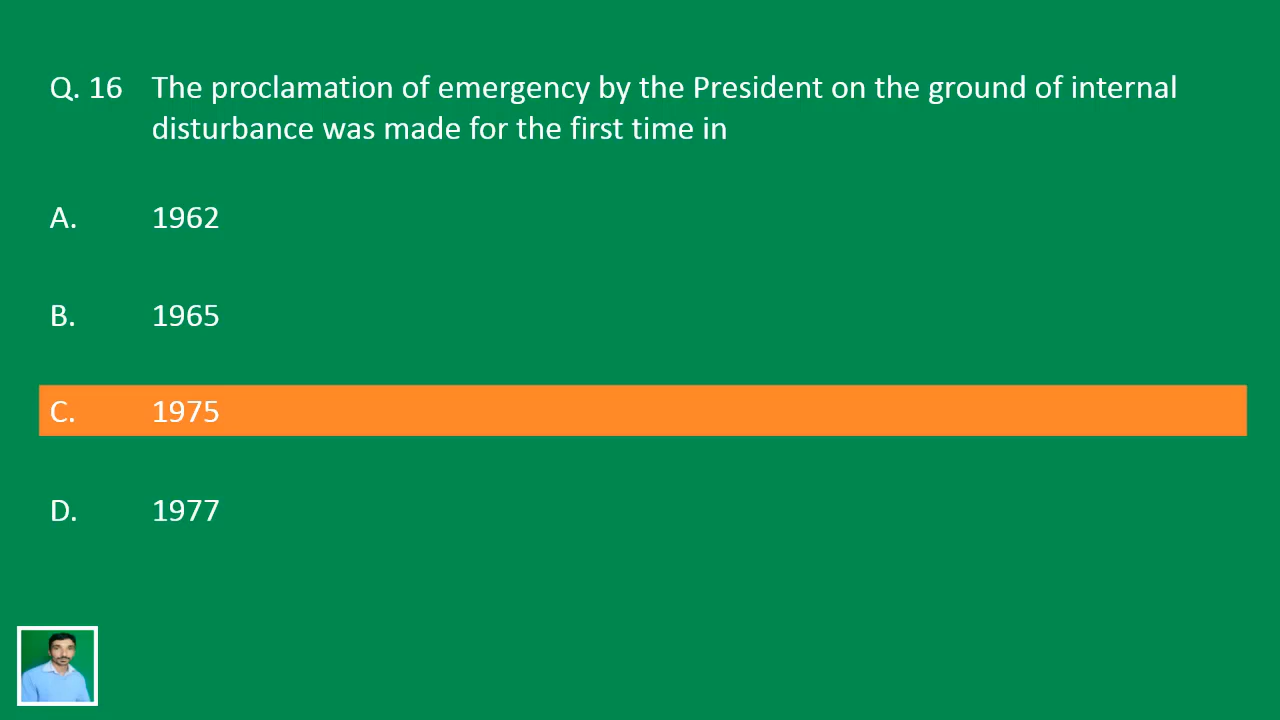 Q. 16 The proclamation of emergency by the President on the ground of internal
disturbance was made for the first time in
A. 1962
B. 1965
C. 1975
D. 1977